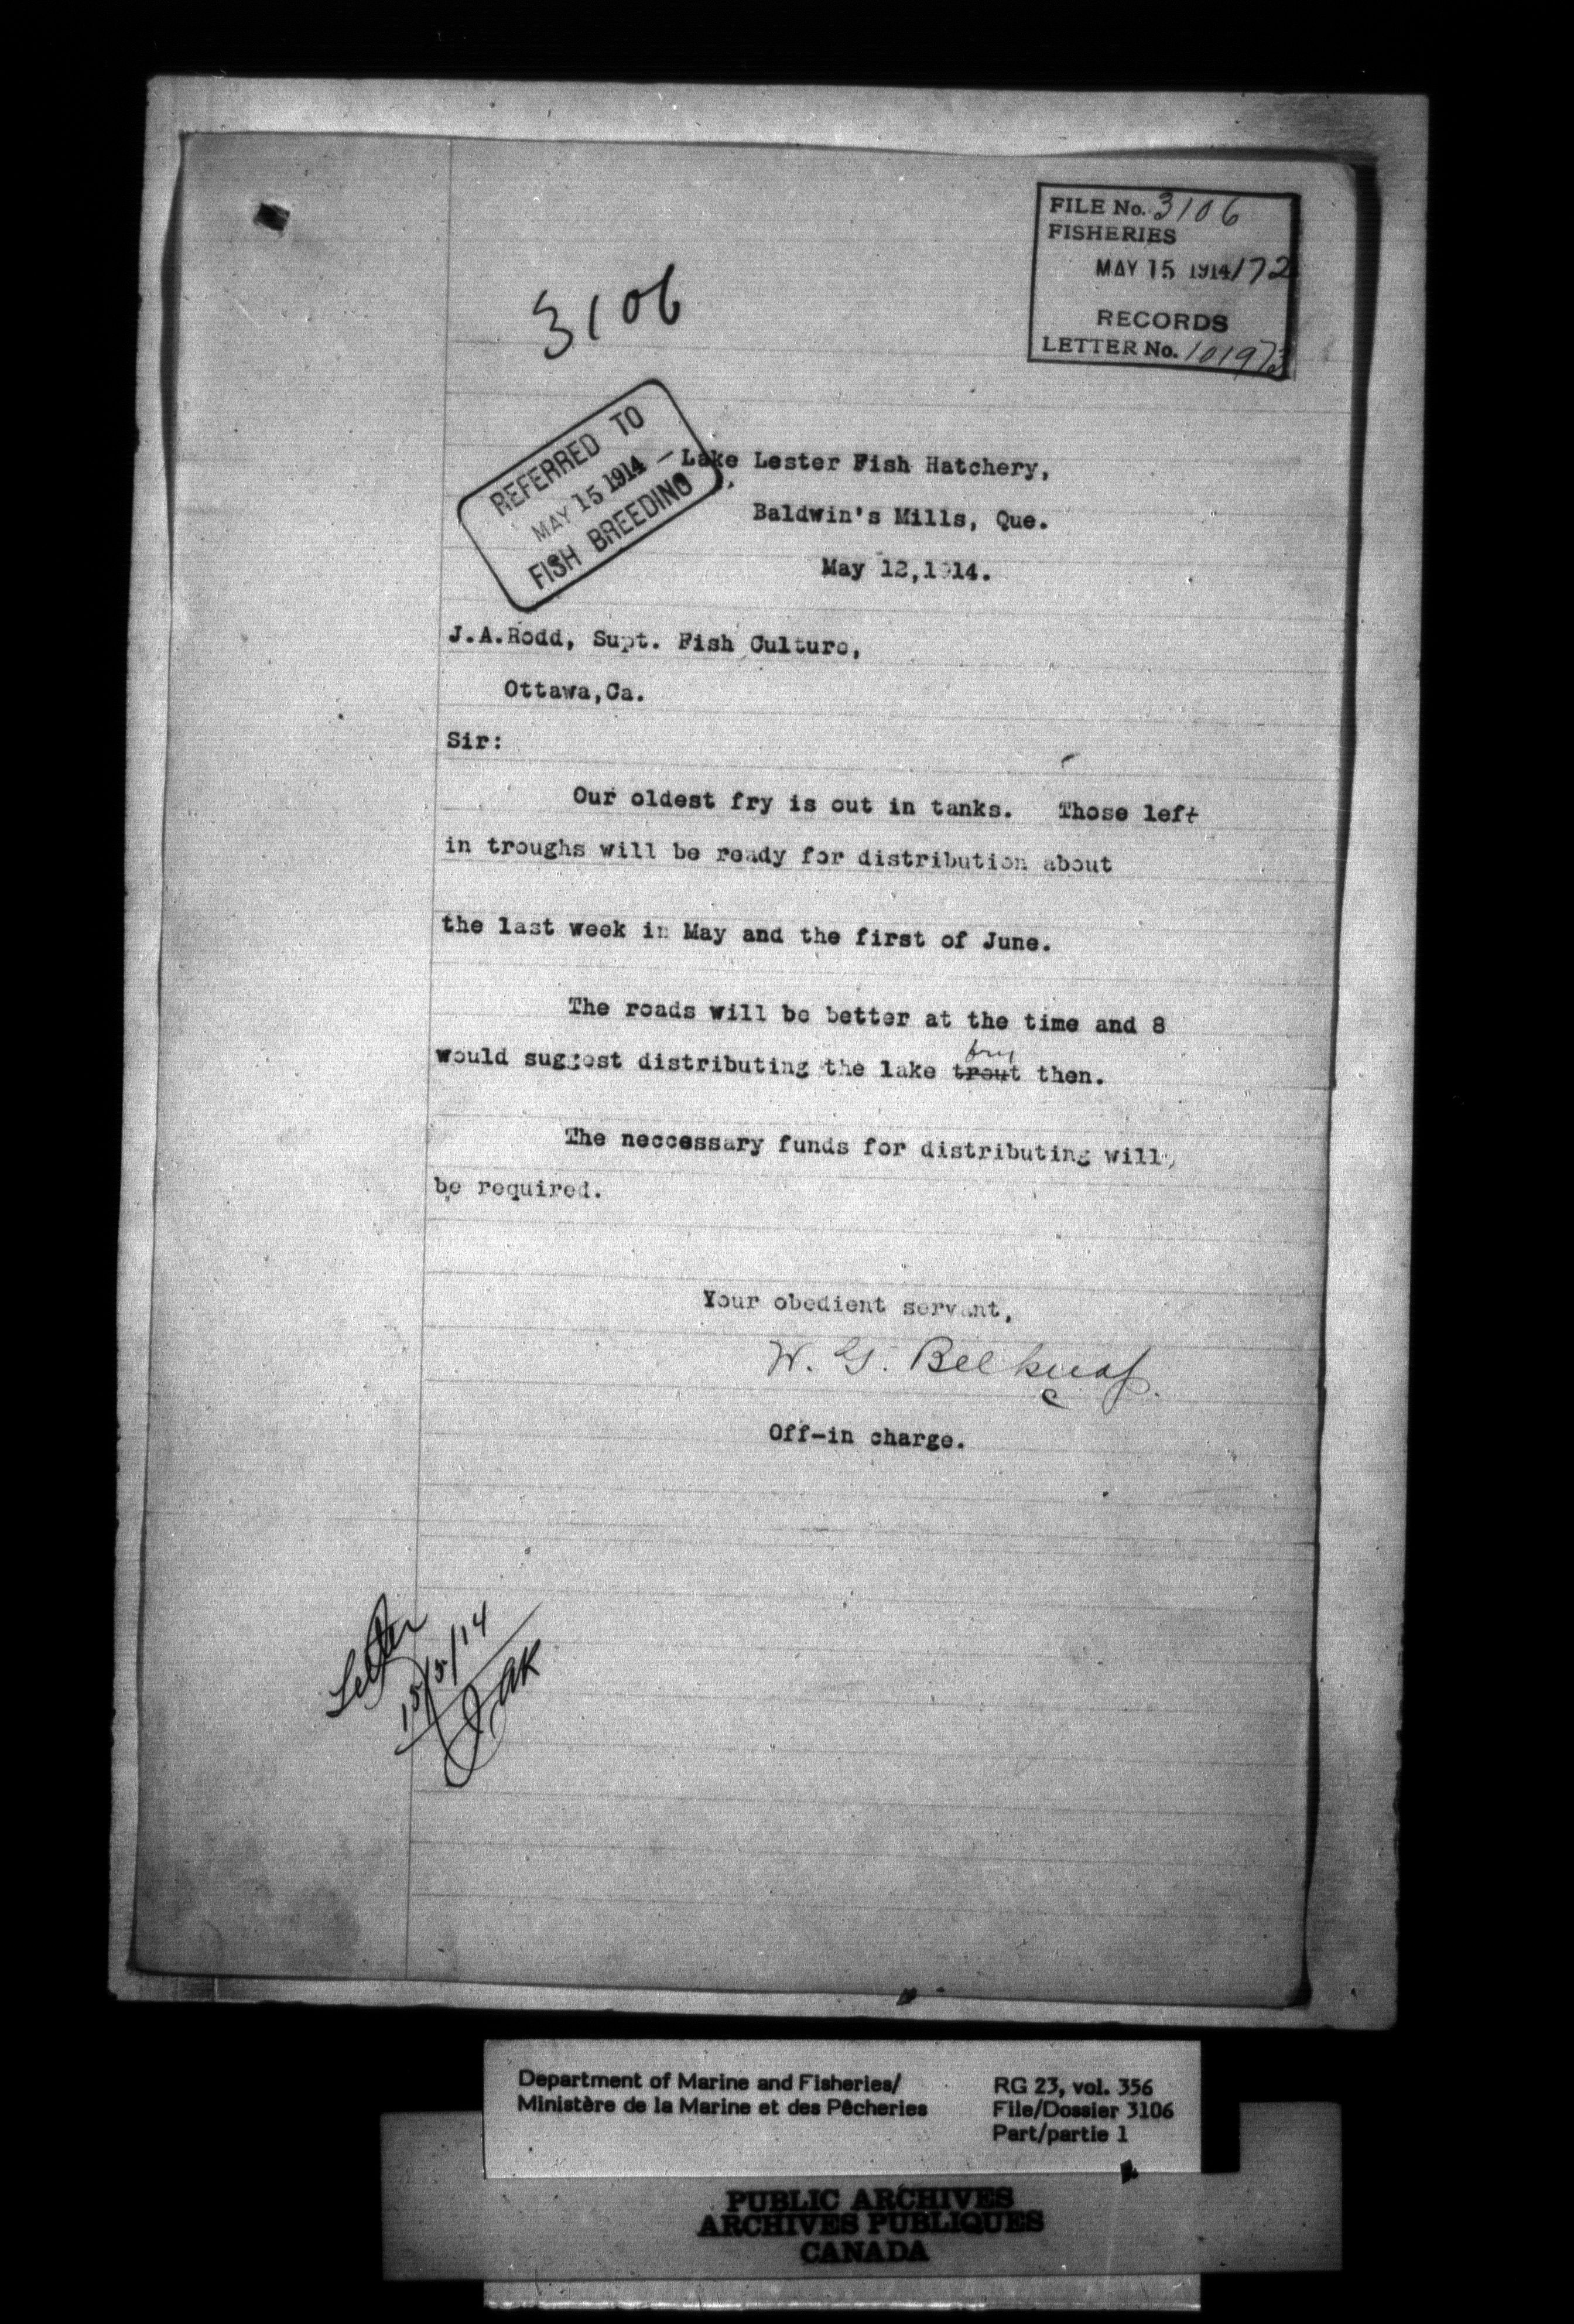 FILE No. 3106
FISHERIES
MAY 15 1914 172
RECORDS
LETTER No. 101973
3106
REFERRED TO
MAY 15 1914
FISH BREEDING
Lake Lester Fish Hatchery,
Baldwin's Mills, Que.
May 12,1914.
J.A.Rodd, Supt. Fish Culture,
Ottawa,Ca.
Sir:
Our oldest fry is out in tanks. Those left
in troughs will be ready for distribution about
the last week in May and the first of June.
The roads will be better at the time and 8
fry
would suggest distributing the lake trout then.
The neccessary funds for distributing will
be required.
Your obedient servant,
W. G. Belknap.
Off-in charge.
Letter
15/5/14
Department of Marine and Fisheries/
Ministère de la Marine et des Pêcheries
RG 23, vol. 356
File/Dossier 3106
Part/partie 1
PUBLIC ARCHIVES
ARCHIVES PUBLIQUES
CANADA